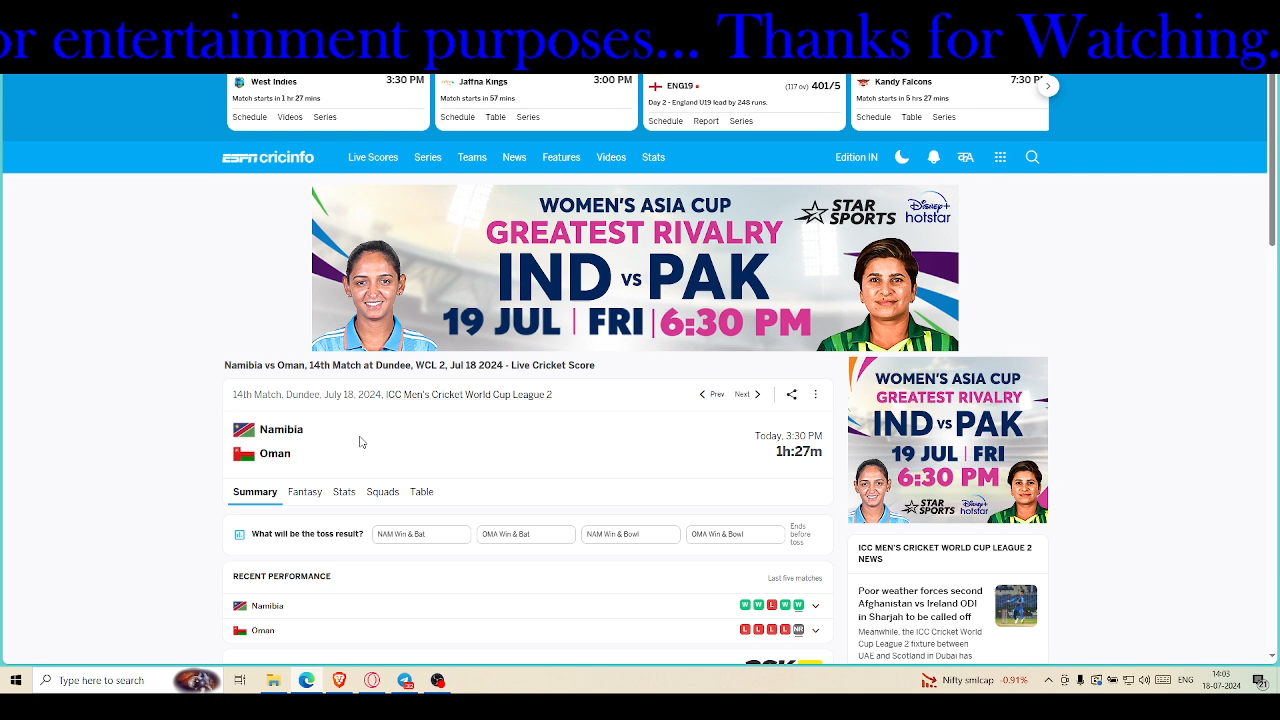 or entertainment purposes... Thanks for Watching.
West Indies 3:30 PM
Match starts in 1 hr 27 mins
Schedule Videos Series
Jaffna Kings 3:00 PM
Match starts in 57 mins
Schedule Table Series
ENG19 (117 ov) 401/5
Day 2 - England U19 lead by 248 runs.
Schedule Report Series
Kandy Falcons 7:30 PM
Match starts in 5 hrs 27 mins
Schedule Table Series
ESPN cricinfo Live Scores Series Teams News Features Videos Stats Edition IN
WOMEN'S ASIA CUP
GREATEST RIVALRY
IND vs PAK
19 JUL | FRI | 6:30 PM
STAR SPORTS
Disney+ hotstar
Namibia vs Oman, 14th Match at Dundee, WCL 2, Jul 18 2024 - Live Cricket Score
14th Match, Dundee, July 18, 2024, ICC Men's Cricket World Cup League 2
Prev Next
Namibia
Oman
Today, 3:30 PM
1h:27m
Summary Fantasy Stats Squads Table
What will be the toss result? NAM Win & Bat OMA Win & Bat NAM Win & Bowl OMA Win & Bowl
Ends
before
toss
RECENT PERFORMANCE Last five matches
Namibia W W L W W
Oman L L L L NR
WOMEN'S ASIA CUP
GREATEST RIVALRY
IND vs PAK
19 JUL | FRI
6:30 PM
STAR SPORTS
Disney+ hotstar
ICC MEN'S CRICKET WORLD CUP LEAGUE 2
NEWS
Poor weather forces second
Afghanistan vs Ireland ODI
in Sharjah to be called off
Meanwhile, the ICC Cricket World
Cup League 2 fixture between
UAE and Scotland in Dubai has
Type here to search
Nifty smlcap -0.91%
ENG
14:03
18-07-2024
21